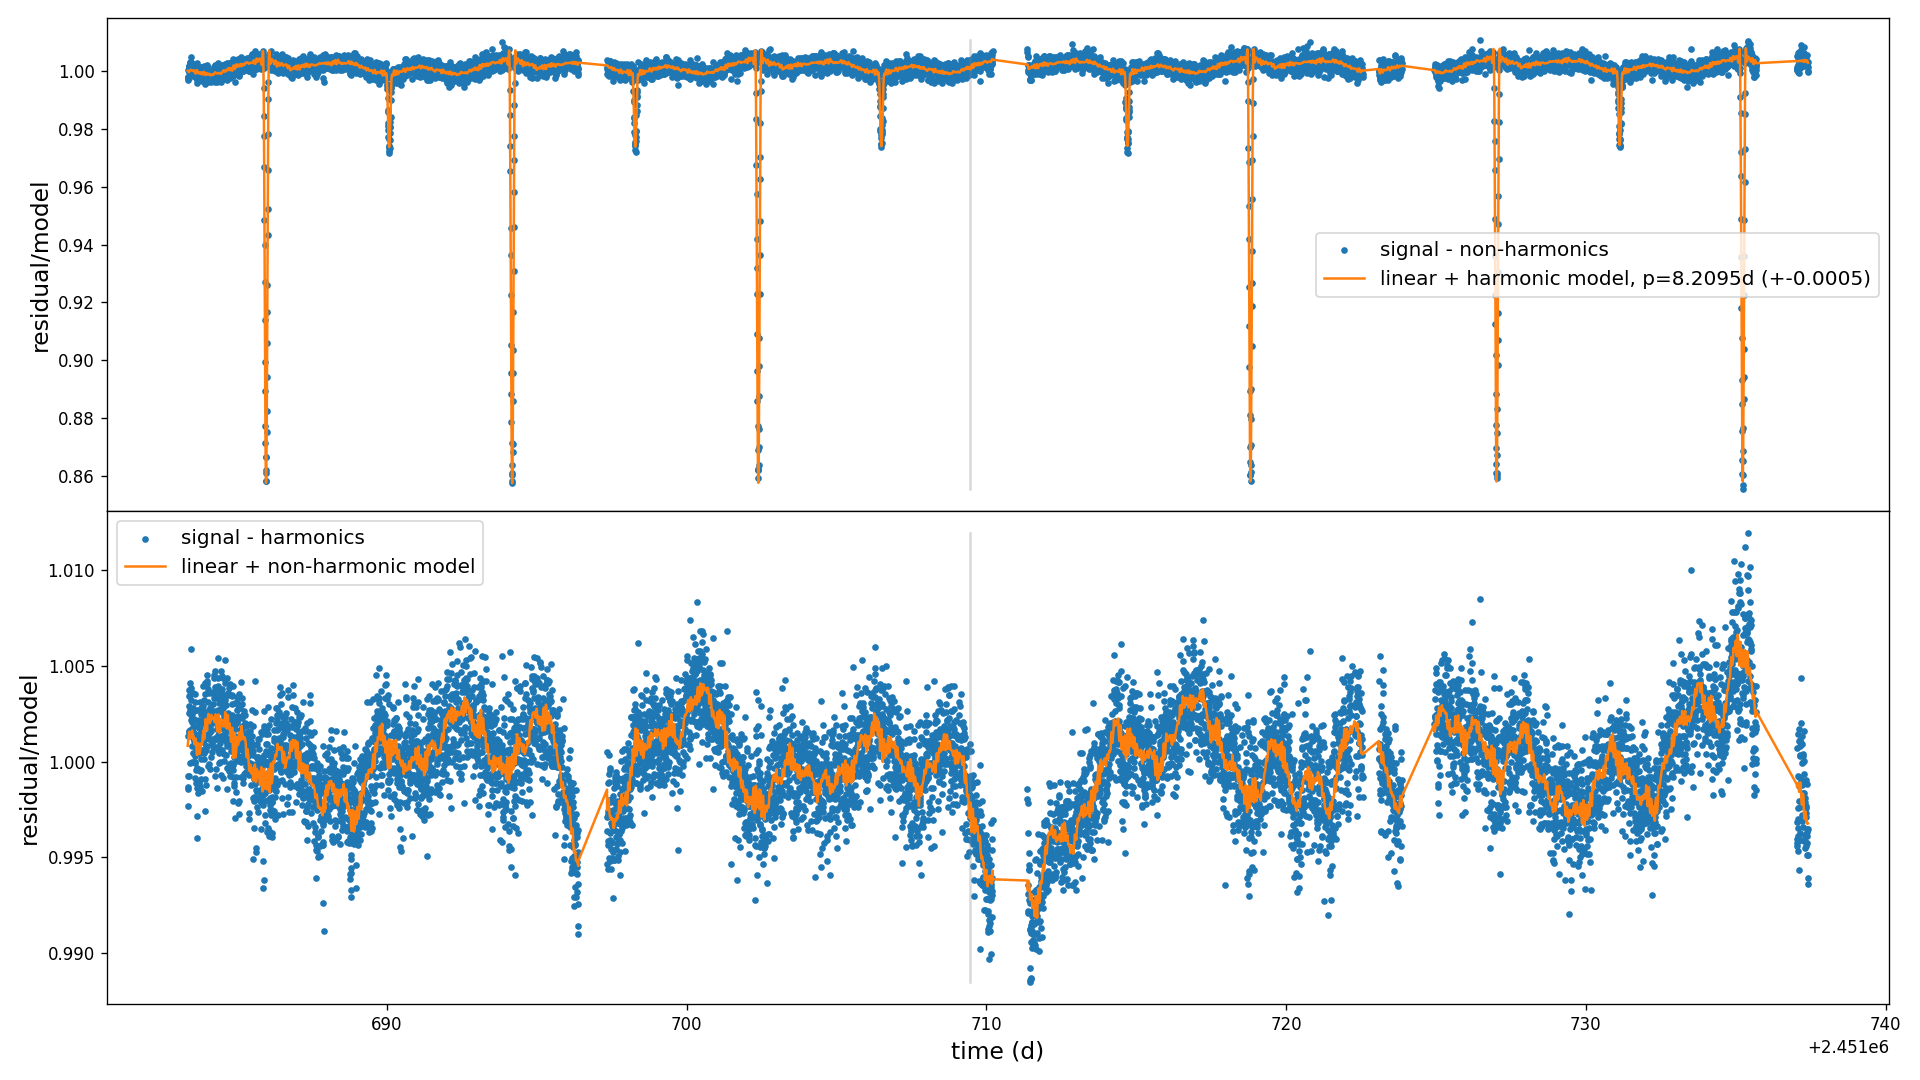 1.00
0.98
0.96
0.94
0.92
0.90
0.88
0.86
residual/model
signal - non-harmonics
linear + harmonic model, p=8.2095d (+-0.0005)
signal - harmonics
linear + non-harmonic model
1.010
1.005
1.000
0.995
0.990
residual/model
690
700
710
720
730
740
time (d)
+2.451e6